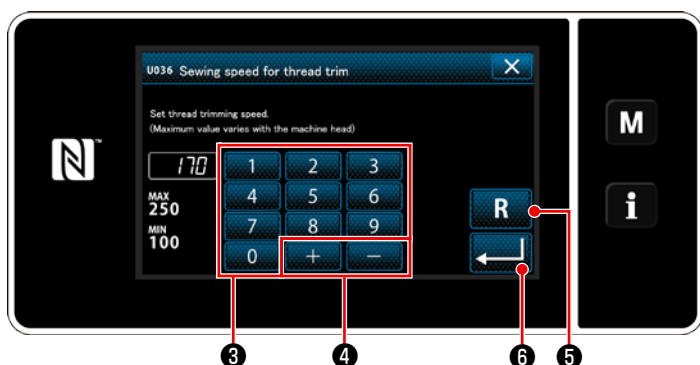 U036 Sewing speed for thread trim
X
Set thread trimming speed.
(Maximum value varies with the machine head)
170
MAX
250
MIN
100
1 2 3
4 5 6
7 8 9
0 + −
R
N™
M
i
❸ ❹ ❻ ❺